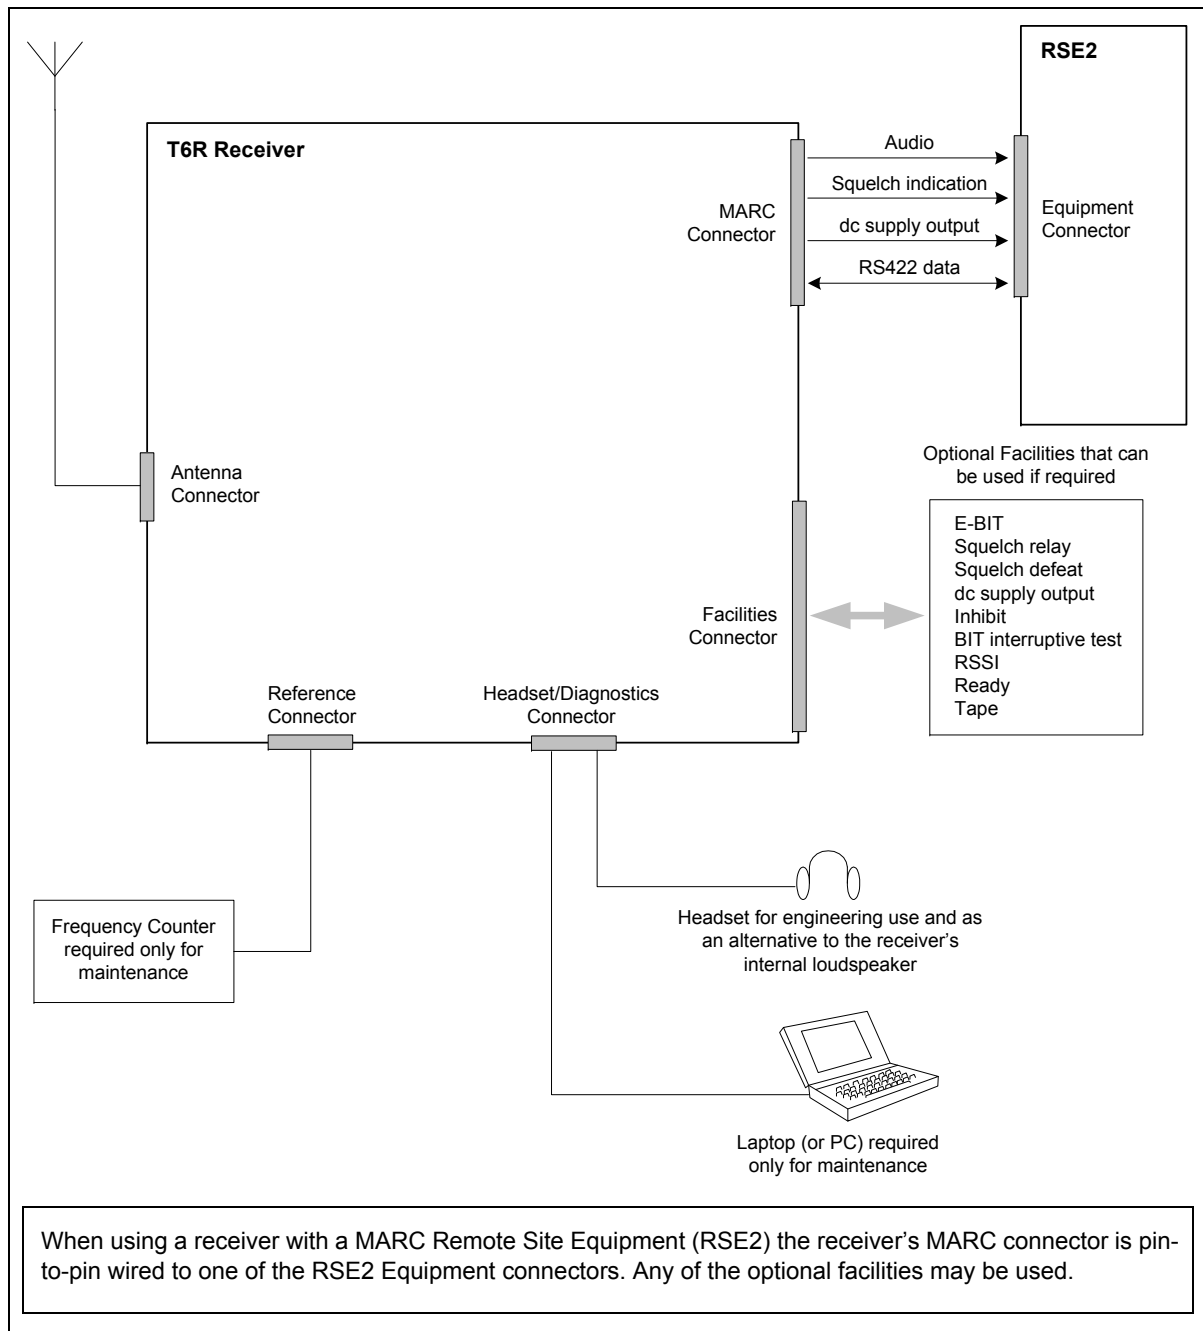 RSE2
T6R Receiver
Audio
Squelch indication
dc supply output
RS422 data
MARC
Connector
Equipment
Connector
Antenna
Connector
Optional Facilities that can
be used if required
E-BIT
Squelch relay
Squelch defeat
dc supply output
Inhibit
BIT interruptive test
RSSI
Ready
Tape
Facilities
Connector
Reference
Connector
Headset/Diagnostics
Connector
Frequency Counter
required only for
maintenance
Headset for engineering use and as
an alternative to the receiver’s
internal loudspeaker
Laptop (or PC) required
only for maintenance
When using a receiver with a MARC Remote Site Equipment (RSE2) the receiver’s MARC connector is pin-
to-pin wired to one of the RSE2 Equipment connectors. Any of the optional facilities may be used.